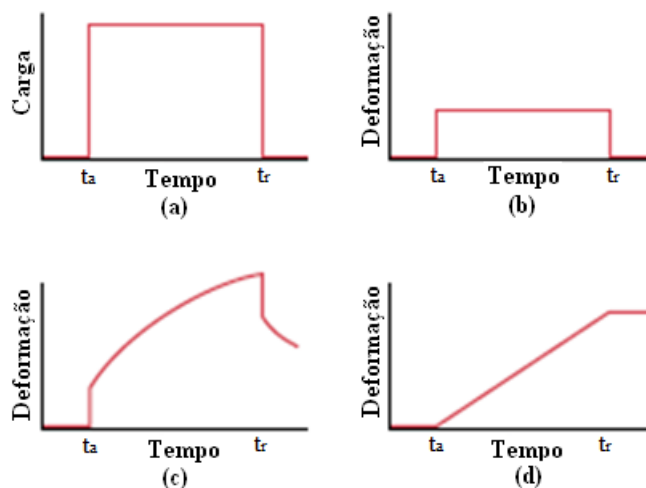 Carga
ta Tempo tr
(a)
Deformação
ta Tempo tr
(b)
Deformação
ta Tempo tr
(c)
Deformação
ta Tempo tr
(d)